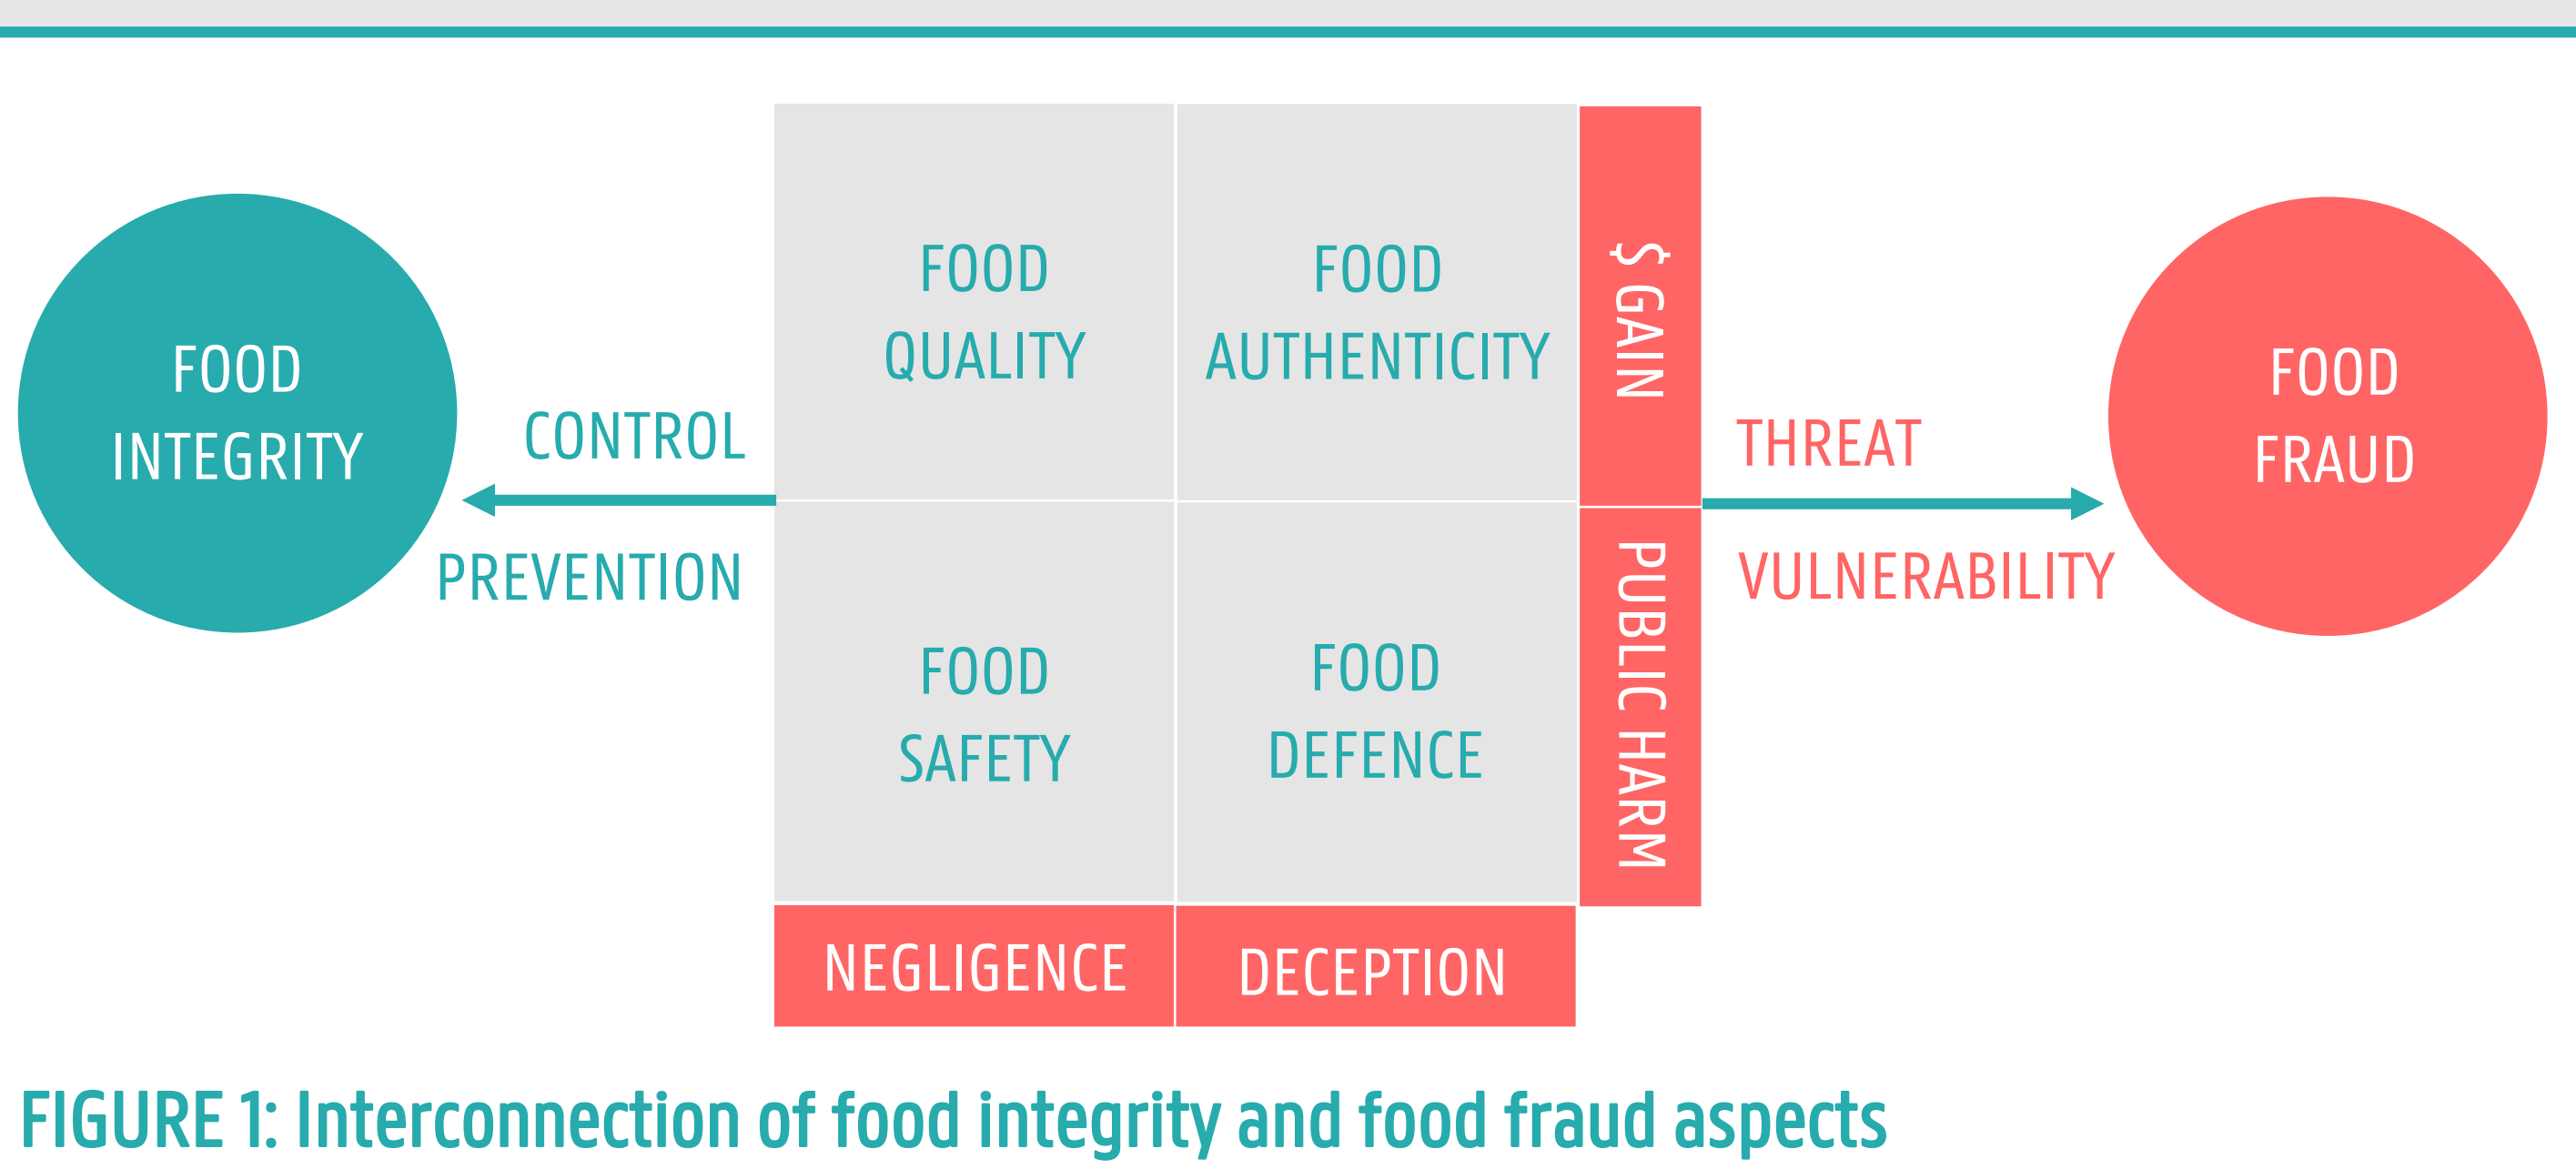 FOOD
INTEGRITY
CONTROL
PREVENTION
FOOD
QUALITY
FOOD
AUTHENTICITY
FOOD
SAFETY
FOOD
DEFENCE
$ GAIN
PUBLIC HARM
NEGLIGENCE
DECEPTION
THREAT
VULNERABILITY
FOOD
FRAUD
FIGURE 1: Interconnection of food integrity and food fraud aspects